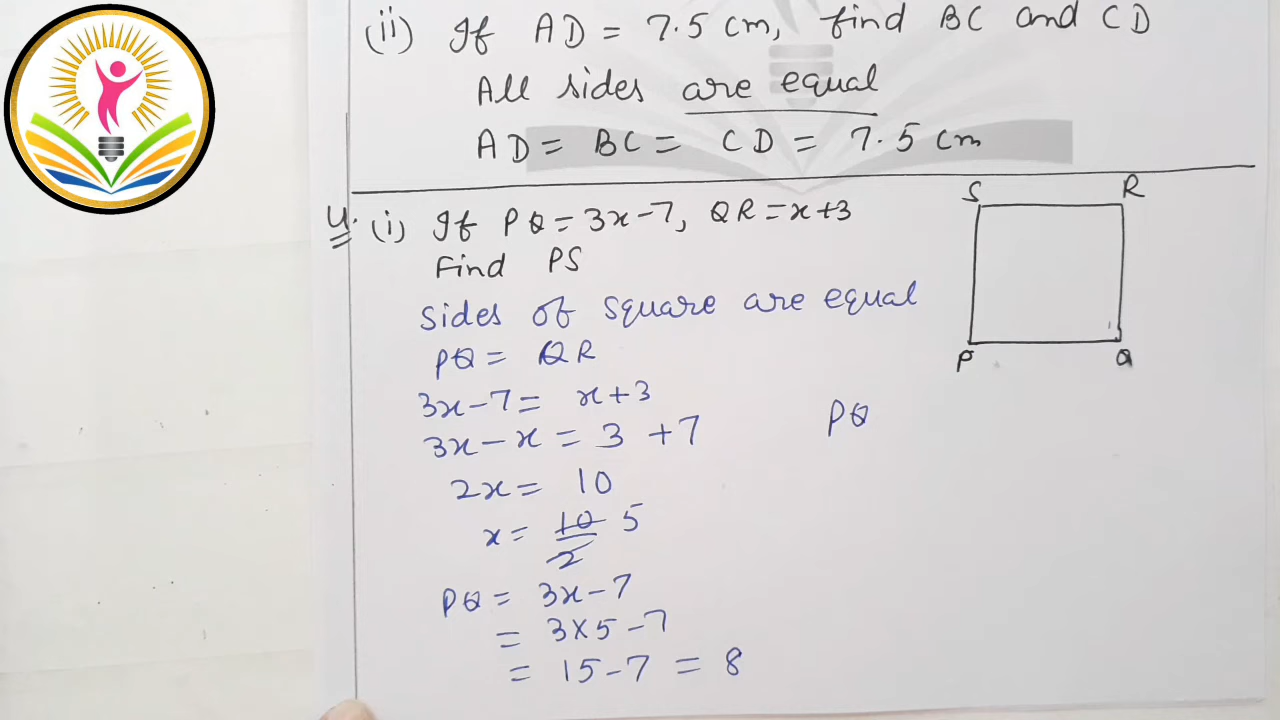 (ii) If AD = 7.5 cm, find BC and CD
All sides are equal
AD = BC = CD = 7.5 cm
4. (i) If PQ = 3x-7, QR = x+3
Find PS
Sides of square are equal
PQ = QR
3x-7 = x+3
3x-x = 3 +7
2x = 10
x = 10/2 5
PQ = 3x-7
= 3×5-7
= 15-7 = 8
S R
P Q
PQ